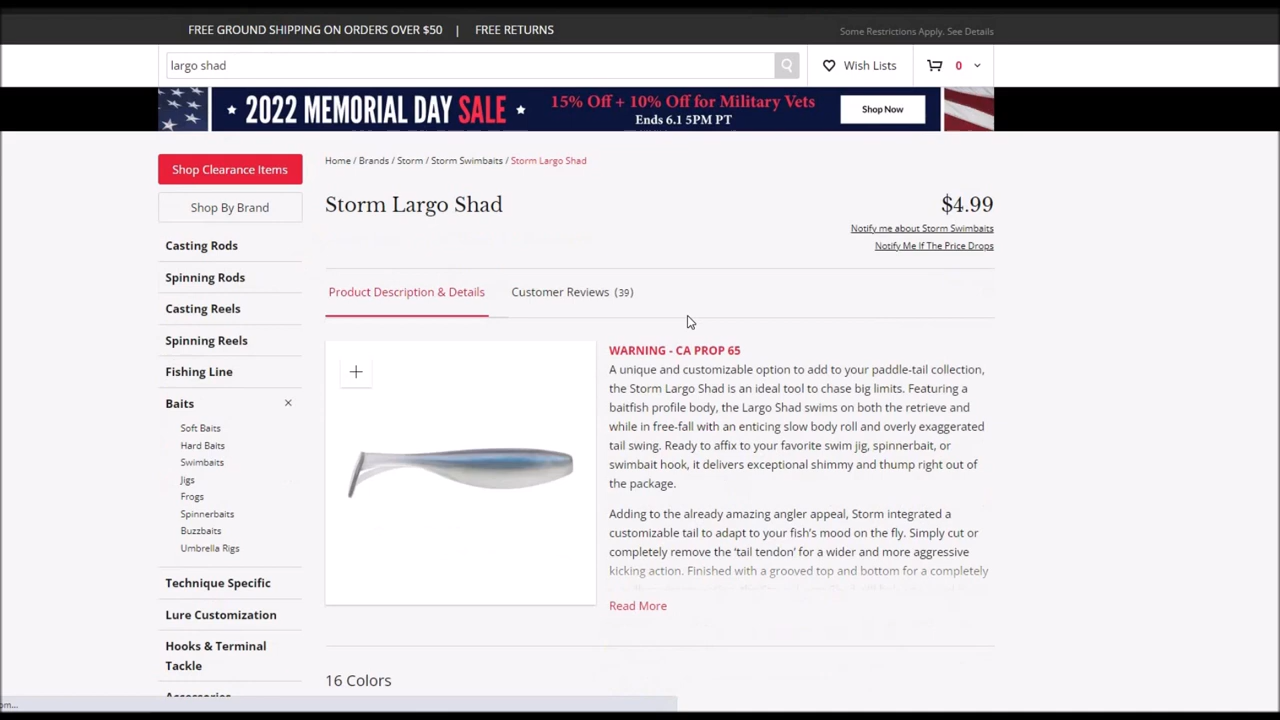 FREE GROUND SHIPPING ON ORDERS OVER $50 | FREE RETURNS
Some Restrictions Apply. See Details
largo shad
Wish Lists
0
2022 MEMORIAL DAY SALE
15% Off + 10% Off for Military Vets
Ends 6.1 5PM PT
Shop Now
Shop Clearance Items
Shop By Brand
Casting Rods
Spinning Rods
Casting Reels
Spinning Reels
Fishing Line
Baits
Soft Baits
Hard Baits
Swimbaits
Jigs
Frogs
Spinnerbaits
Buzzbaits
Umbrella Rigs
Technique Specific
Lure Customization
Hooks & Terminal
Tackle
Home / Brands / Storm / Storm Swimbaits / Storm Largo Shad
Storm Largo Shad
$4.99
Notify me about Storm Swimbaits
Notify Me If The Price Drops
Product Description & Details
Customer Reviews (39)
WARNING - CA PROP 65
A unique and customizable option to add to your paddle-tail collection,
the Storm Largo Shad is an ideal tool to chase big limits. Featuring a
baitfish profile body, the Largo Shad swims on both the retrieve and
while in free-fall with an enticing slow body roll and overly exaggerated
tail swing. Ready to affix to your favorite swim jig, spinnerbait, or
swimbait hook, it delivers exceptional shimmy and thump right out of
the package.
Adding to the already amazing angler appeal, Storm integrated a
customizable tail to adapt to your fish's mood on the fly. Simply cut or
completely remove the 'tail tendon' for a wider and more aggressive
kicking action. Finished with a grooved top and bottom for a completely
Read More
16 Colors